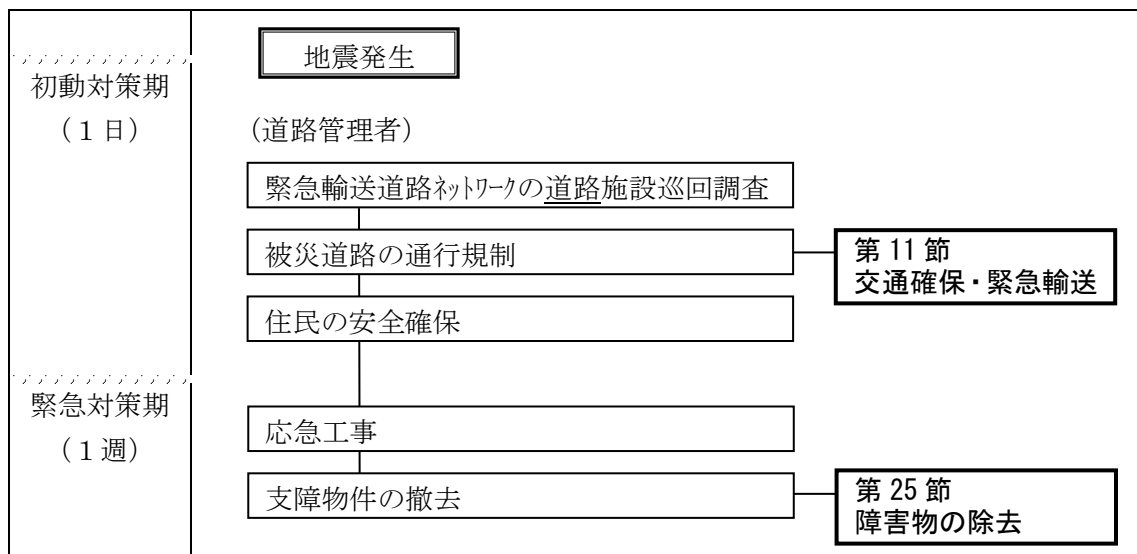 地震発生
初動対策期
（１日）
（道路管理者）
緊急輸送道路ﾈｯﾄﾜｰｸの道路施設巡回調査
被災道路の通行規制
第 11 節
交通確保・緊急輸送
住民の安全確保
緊急対策期
（１週）
応急工事
支障物件の撤去
第 25 節
障害物の除去